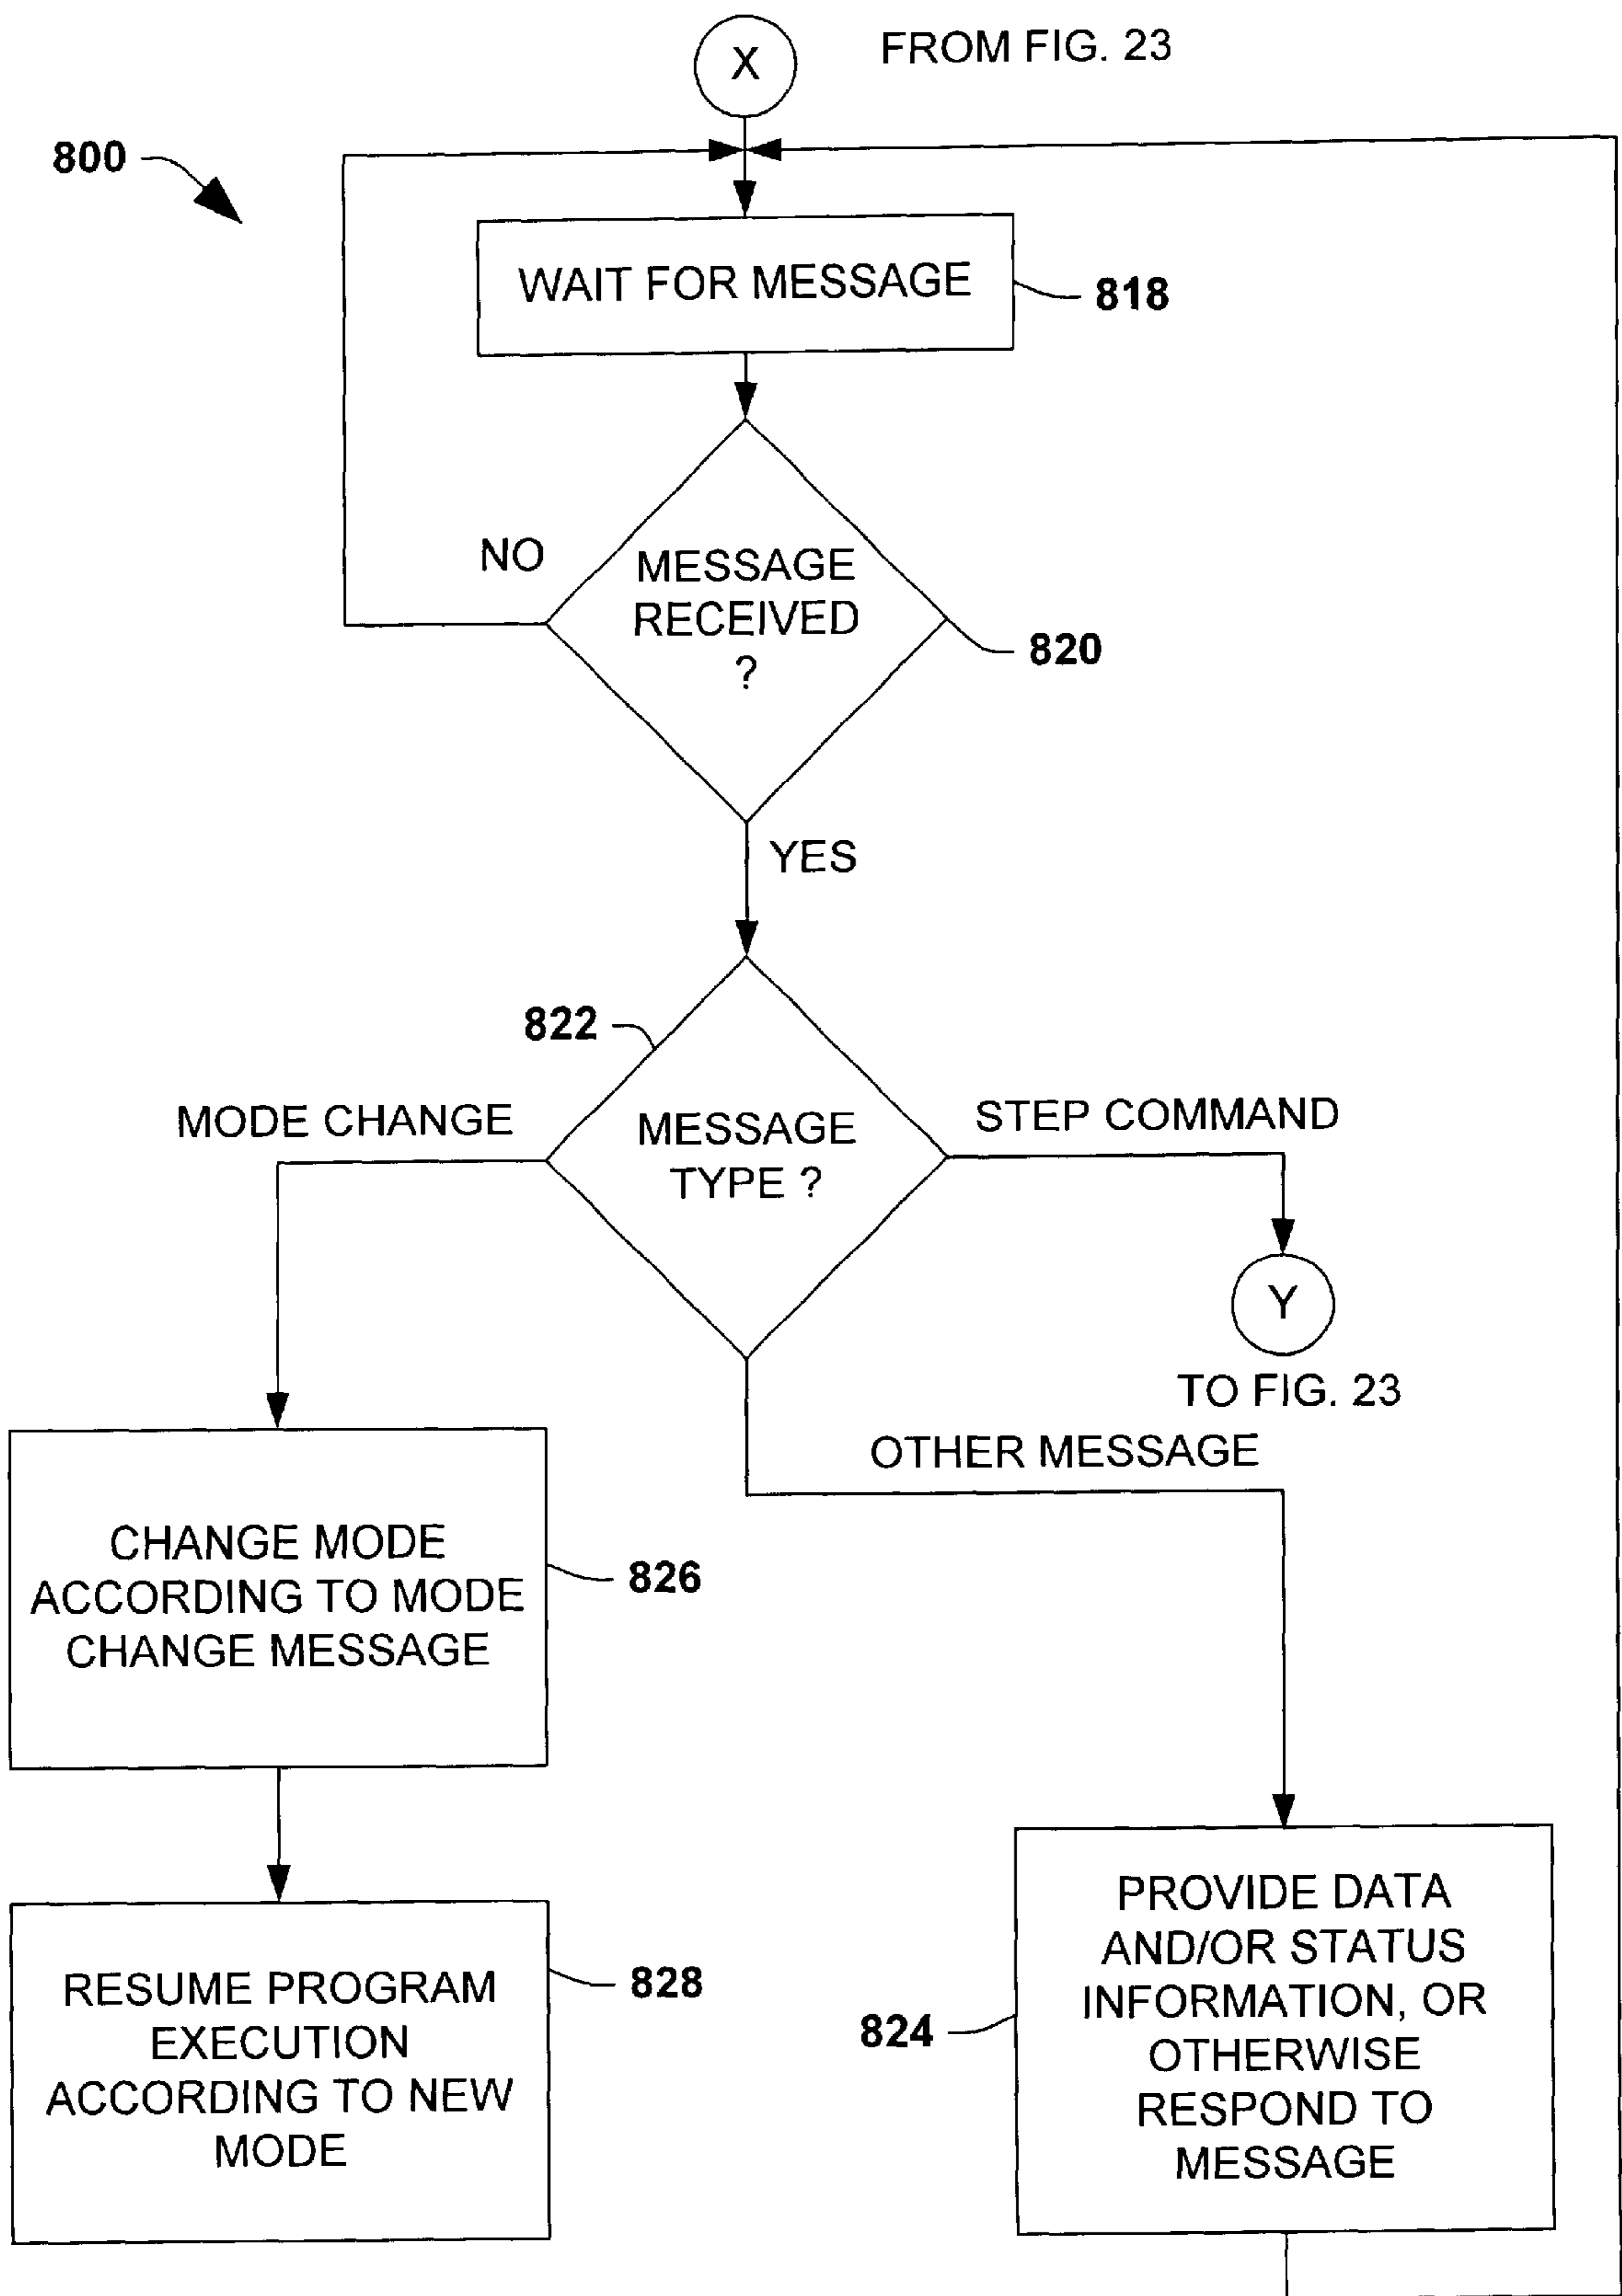 X
FROM FIG. 23
800
WAIT FOR MESSAGE
818
NO
MESSAGE
RECEIVED
?
820
YES
822
MODE CHANGE
MESSAGE
TYPE ?
STEP COMMAND
Y
TO FIG. 23
OTHER MESSAGE
CHANGE MODE
ACCORDING TO MODE
CHANGE MESSAGE
826
RESUME PROGRAM
EXECUTION
ACCORDING TO NEW
MODE
828
824
PROVIDE DATA
AND/OR STATUS
INFORMATION, OR
OTHERWISE
RESPOND TO
MESSAGE